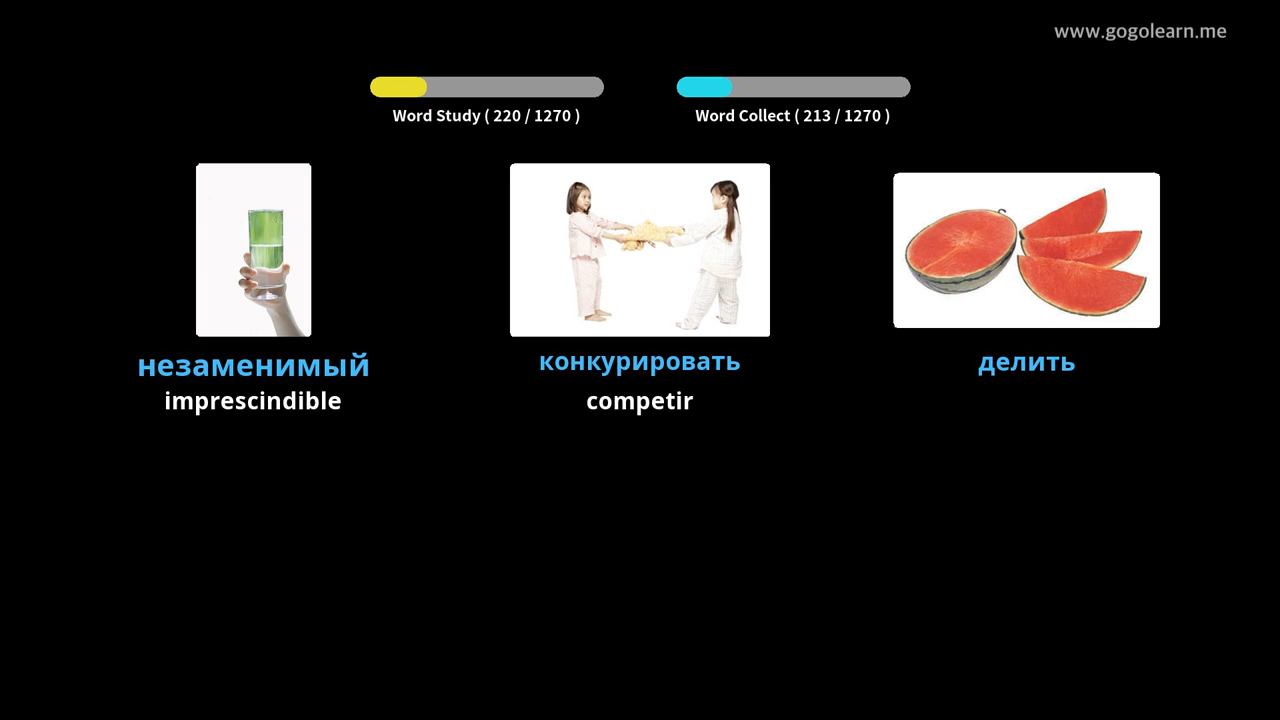 www.gogolearn.me
Word Study ( 220 / 1270 )
Word Collect ( 213 / 1270 )
незаменимый
imprescindible
конкурировать
competir
делить